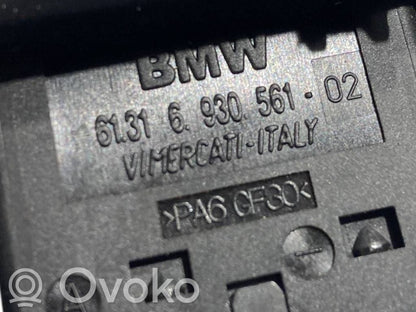 BMW
61.31 6. 930. 561 - 02
VIMERCATI-ITALY
>PA6 GF30<
A
Ovoko